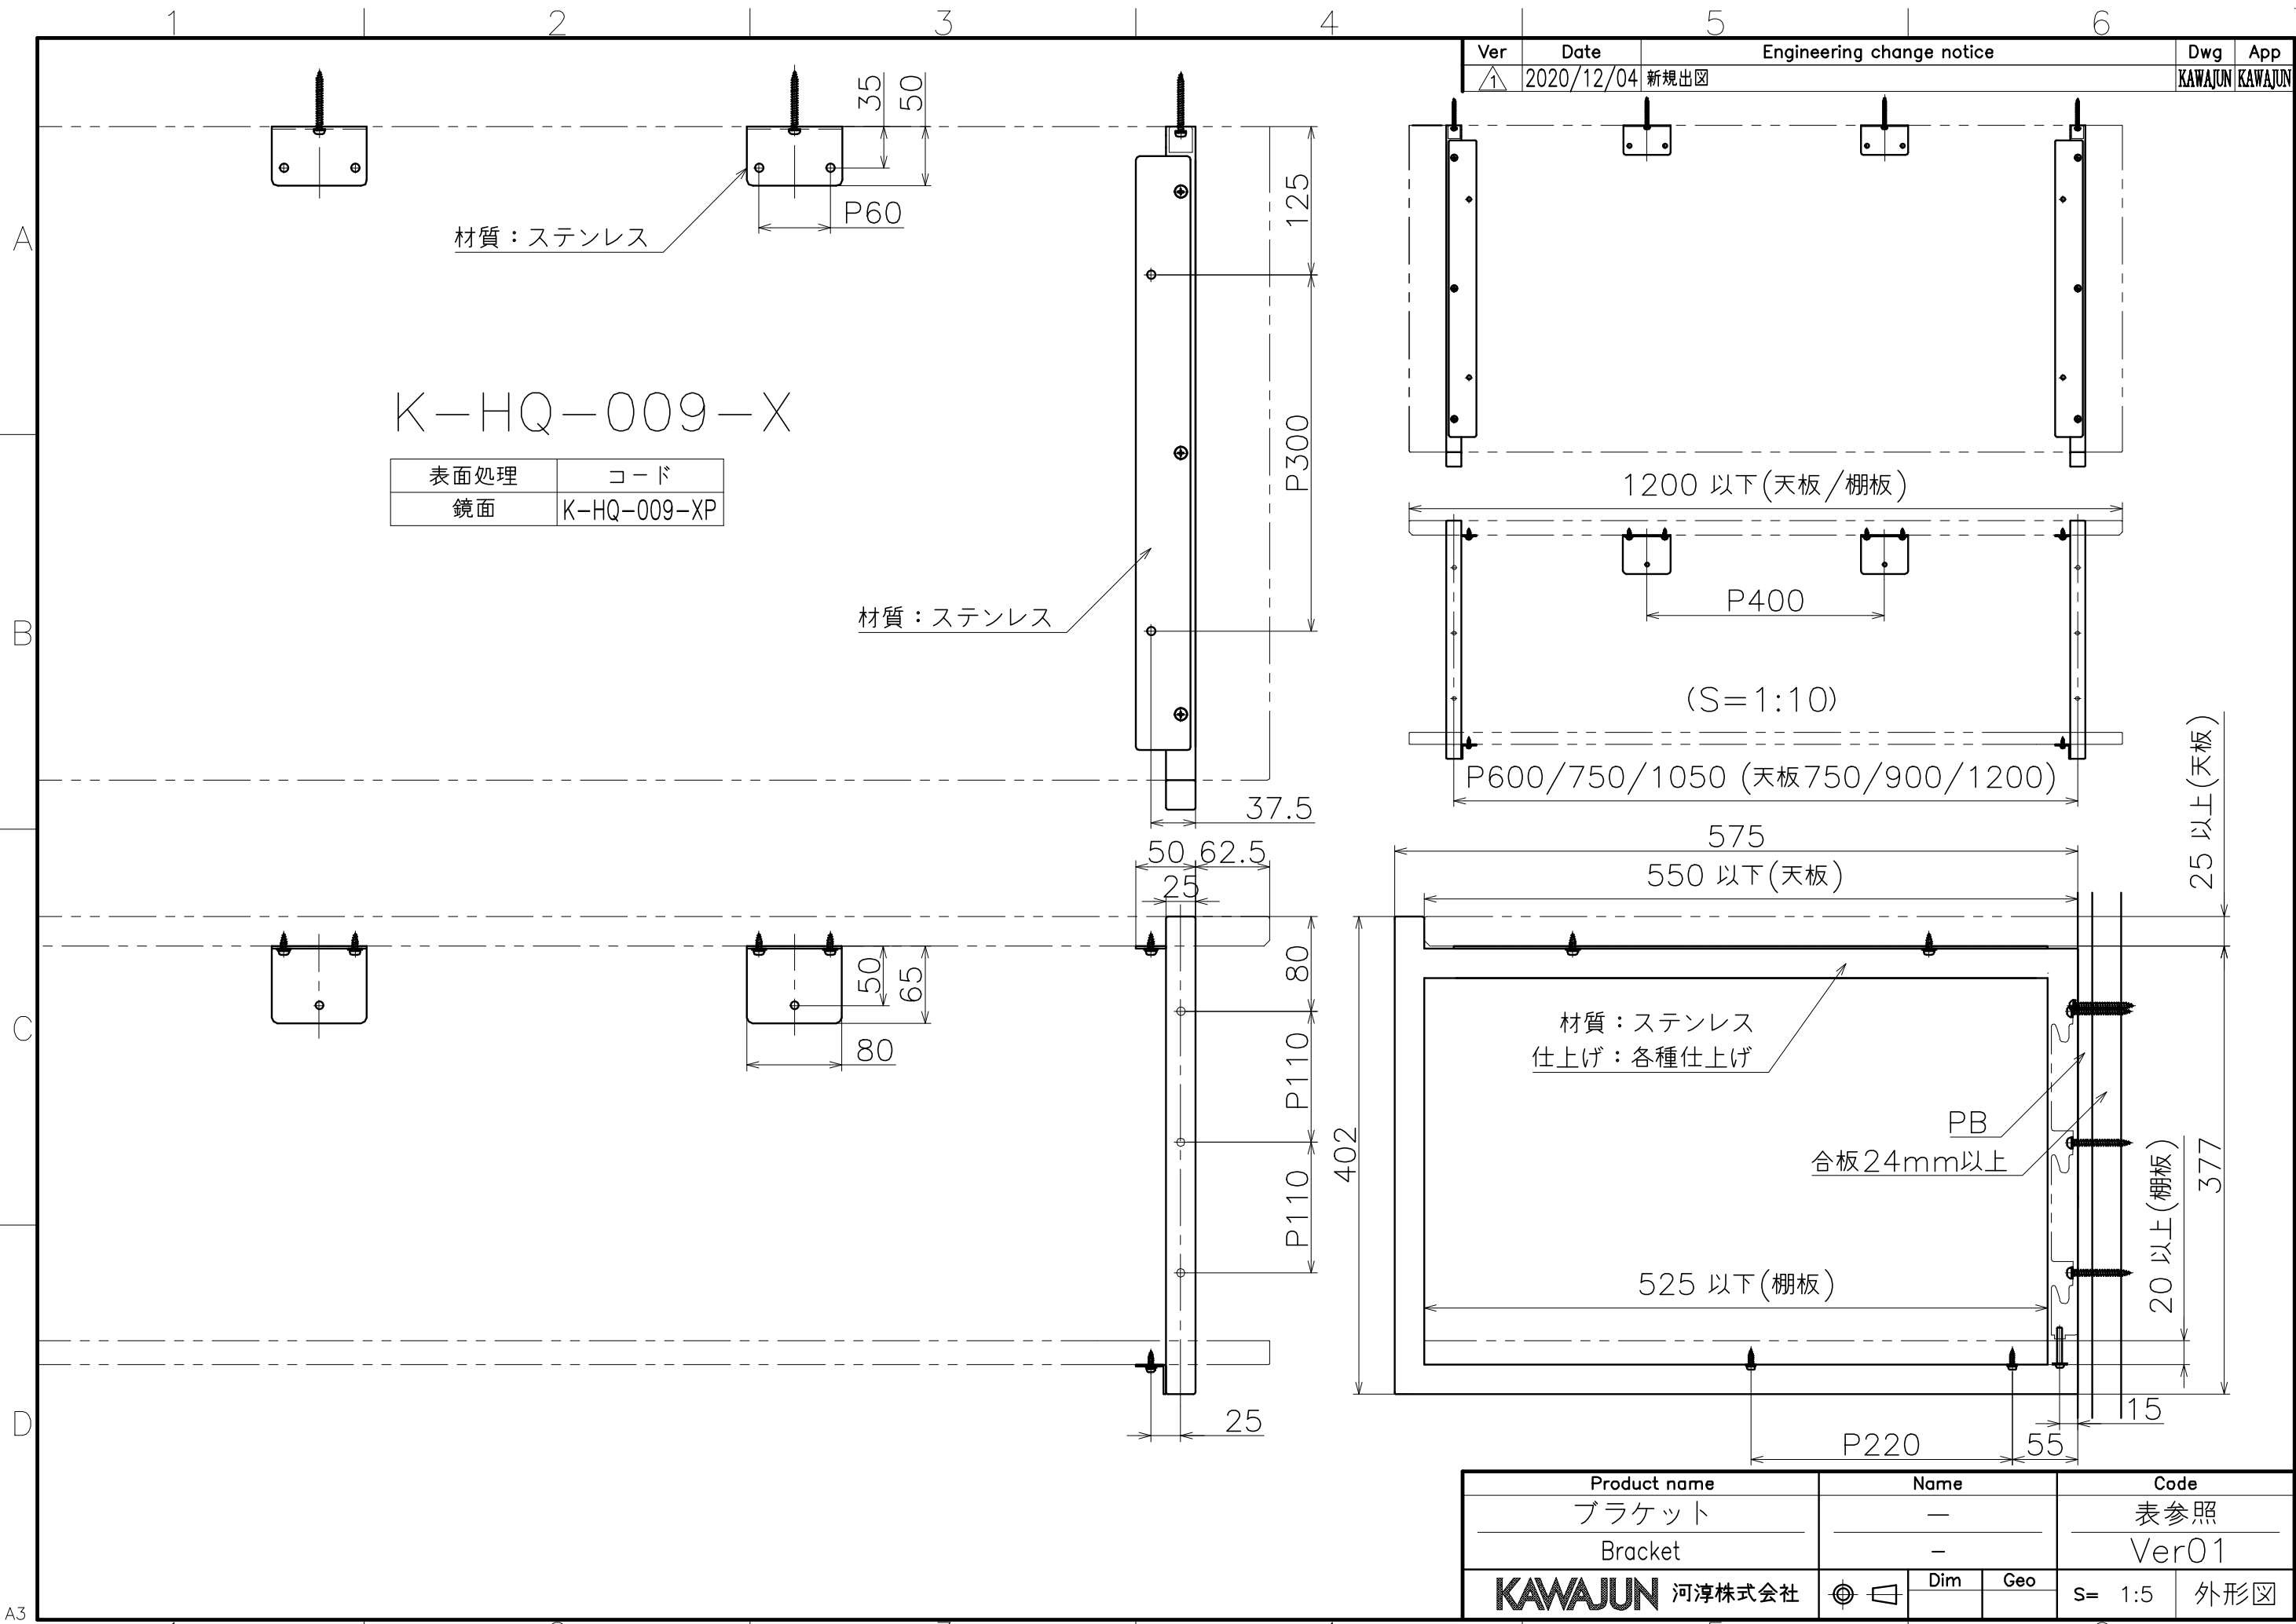 1 2 3 4 5 6
Ver Date Engineering change notice Dwg App
1 2020/12/04 新規出図 KAWAJUN KAWAJUN
A
B
C
D
35
50
P60
材質：ステンレス
125
P300
K-HQ-009-X
表面処理 コード
鏡面 K-HQ-009-XP
材質：ステンレス
37.5
1200 以下(天板/棚板)
P400
(S=1:10)
P600/750/1050 (天板750/900/1200)
50 62.5
25
50
65
80
80
P110
P110
25
575
550 以下(天板)
25 以上(天板)
材質：ステンレス
仕上げ：各種仕上げ
PB
合板24mm以上
402
377
20 以上(棚板)
525 以下(棚板)
15
P220 55
Product name Name Code
ブラケット — 表参照
Bracket - Ver01
KAWAJUN 河淳株式会社 Dim Geo S= 1:5 外形図
A3